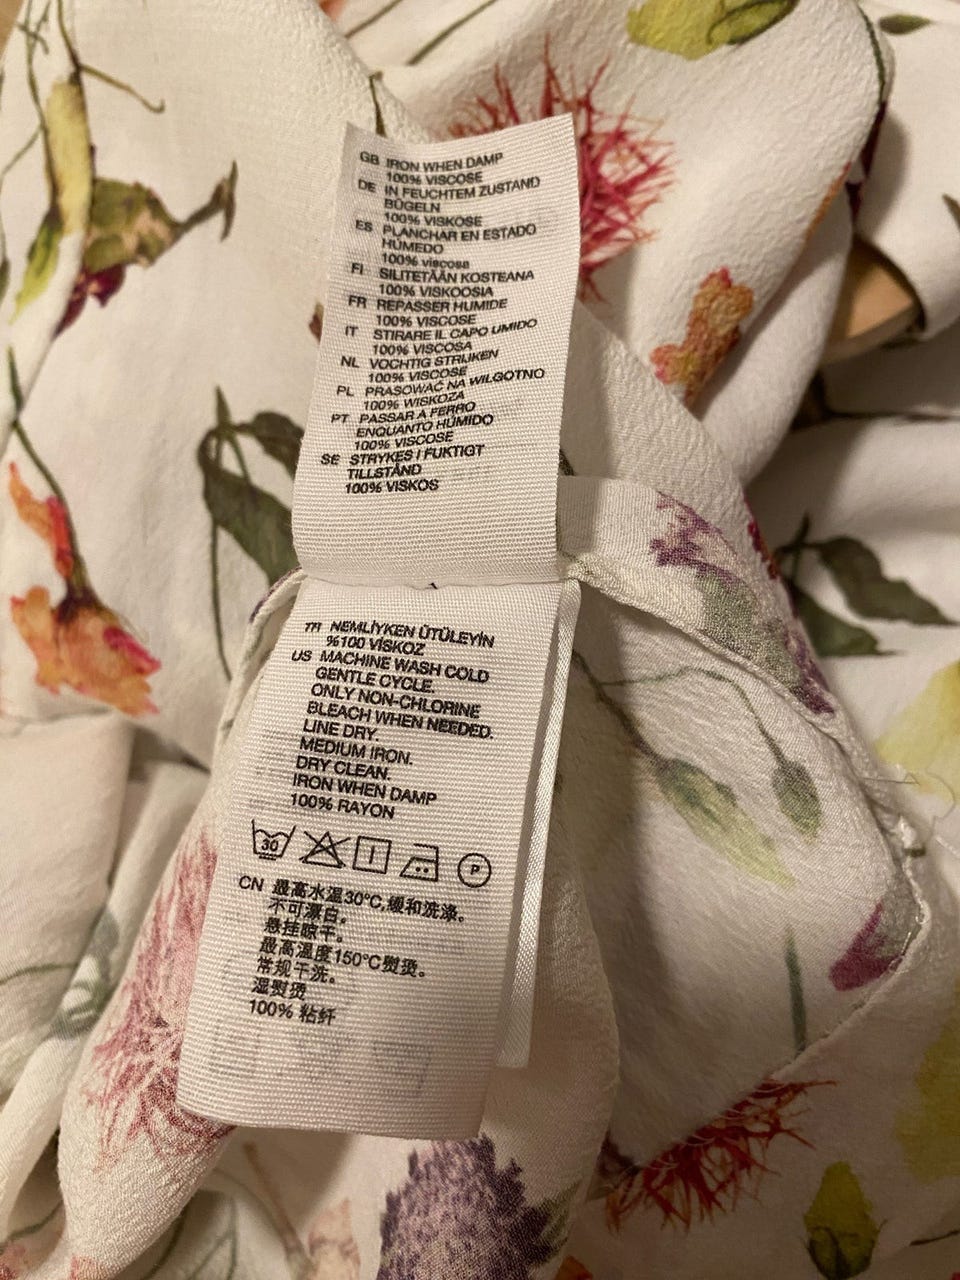 GB IRON WHEN DAMP
100% VISCOSE
DE IN FEUCHTEM ZUSTAND
BÜGELN
100% VISKOSE
ES PLANCHAR EN ESTADO
HÚMEDO
100% viscosa
FI SILITETÄÄN KOSTEANA
100% VISKOOSIA
FR REPASSER HUMIDE
100% VISCOSE
IT STIRARE IL CAPO UMIDO
100% VISCOSA
NL VOCHTIG STRIJKEN
100% VISCOSE
PL PRASOWAĆ NA WILGOTNO
100% WISKOZA
PT PASSAR A FERRO
ENQUANTO HÚMIDO
100% VISCOSE
SE STRYKES I FUKTIGT
TILLSTÅND
100% VISKOS
TR NEMLİYKEN ÜTÜLEYİN
%100 VİSKOZ
US MACHINE WASH COLD
GENTLE CYCLE.
ONLY NON-CHLORINE
BLEACH WHEN NEEDED.
LINE DRY.
MEDIUM IRON.
DRY CLEAN.
IRON WHEN DAMP
100% RAYON
30 P
CN 最高水温30°C,缓和洗涤。
不可漂白。
悬挂晾干。
最高温度150°C熨烫。
常规干洗。
湿熨烫
100% 粘纤